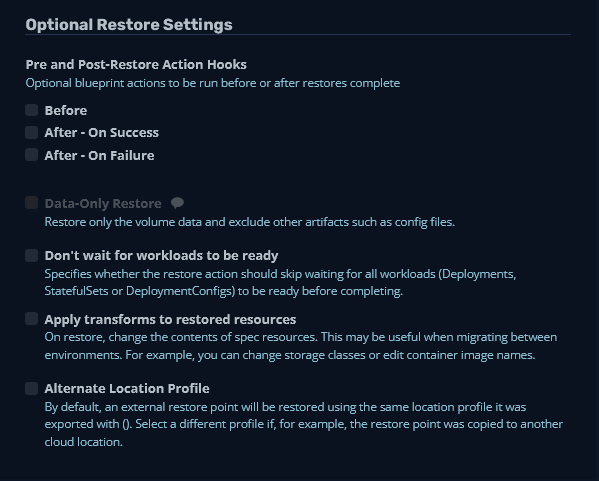 Optional Restore Settings
Pre and Post-Restore Action Hooks
Optional blueprint actions to be run before or after restores complete
Before
After - On Success
After - On Failure
Data-Only Restore
Restore only the volume data and exclude other artifacts such as config files.
Don't wait for workloads to be ready
Specifies whether the restore action should skip waiting for all workloads (Deployments,
StatefulSets or DeploymentConfigs) to be ready before completing.
Apply transforms to restored resources
On restore, change the contents of spec resources. This may be useful when migrating between
environments. For example, you can change storage classes or edit container image names.
Alternate Location Profile
By default, an external restore point will be restored using the same location profile it was
exported with (). Select a different profile if, for example, the restore point was copied to another
cloud location.